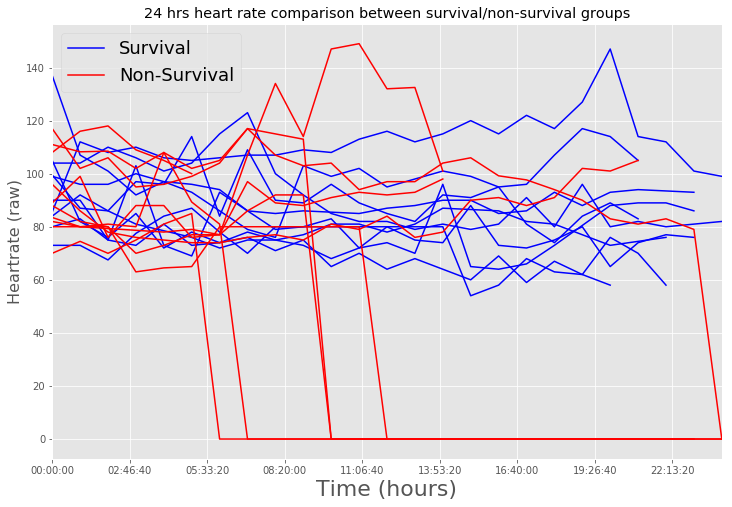 24 hrs heart rate comparison between survival/non-survival groups
Survival
Non-Survival
Heartrate (raw)
140
120
100
80
60
40
20
0
00:00:00 02:46:40 05:33:20 08:20:00 11:06:40 13:53:20 16:40:00 19:26:40 22:13:20
Time (hours)